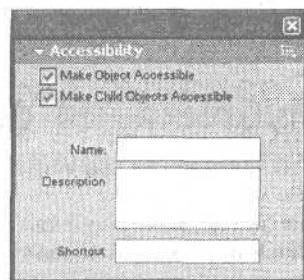 Accessibility
Make Object Accessible
Make Child Objects Accessible
Name:
Description
Shortcut